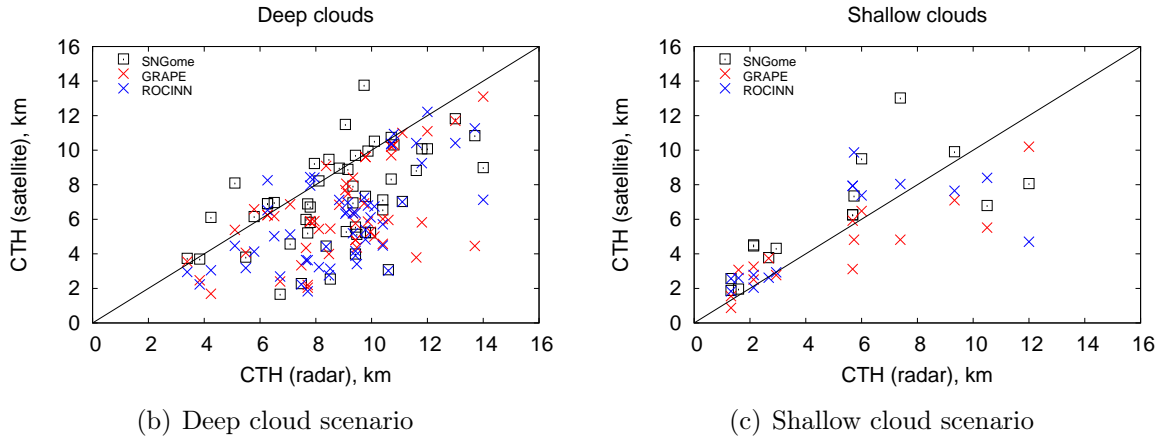 Deep clouds
16
14
12
10
8
6
4
2
0
0 2 4 6 8 10 12 14 16
CTH (satellite), km
CTH (radar), km
SNGome
GRAPE
ROCINN
(b) Deep cloud scenario
Shallow clouds
16
14
12
10
8
6
4
2
0
0 2 4 6 8 10 12 14 16
CTH (satellite), km
CTH (radar), km
SNGome
GRAPE
ROCINN
(c) Shallow cloud scenario